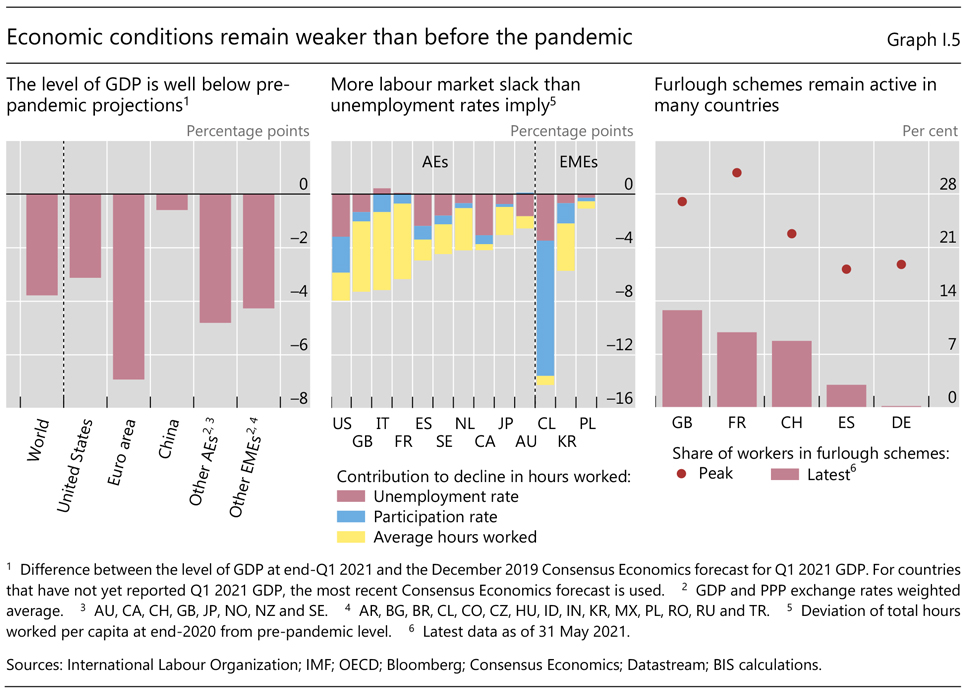 Economic conditions remain weaker than before the pandemic
Graph I.5
The level of GDP is well below pre-
pandemic projections1
Percentage points
0
–2
–4
–6
–8
World
United States
Euro area
China
Other AEs2, 3
Other EMEs2, 4
More labour market slack than
unemployment rates imply5
Percentage points
AEs
EMEs
0
–4
–8
–12
–16
US IT ES NL JP CL PL
GB FR SE CA AU KR
Contribution to decline in hours worked:
Unemployment rate
Participation rate
Average hours worked
Furlough schemes remain active in
many countries
Per cent
28
21
14
7
0
GB FR CH ES DE
Share of workers in furlough schemes:
Peak Latest6
1 Difference between the level of GDP at end-Q1 2021 and the December 2019 Consensus Economics forecast for Q1 2021 GDP. For countries
that have not yet reported Q1 2021 GDP, the most recent Consensus Economics forecast is used. 2 GDP and PPP exchange rates weighted
average. 3 AU, CA, CH, GB, JP, NO, NZ and SE. 4 AR, BG, BR, CL, CO, CZ, HU, ID, IN, KR, MX, PL, RO, RU and TR. 5 Deviation of total hours
worked per capita at end-2020 from pre-pandemic level. 6 Latest data as of 31 May 2021.
Sources: International Labour Organization; IMF; OECD; Bloomberg; Consensus Economics; Datastream; BIS calculations.